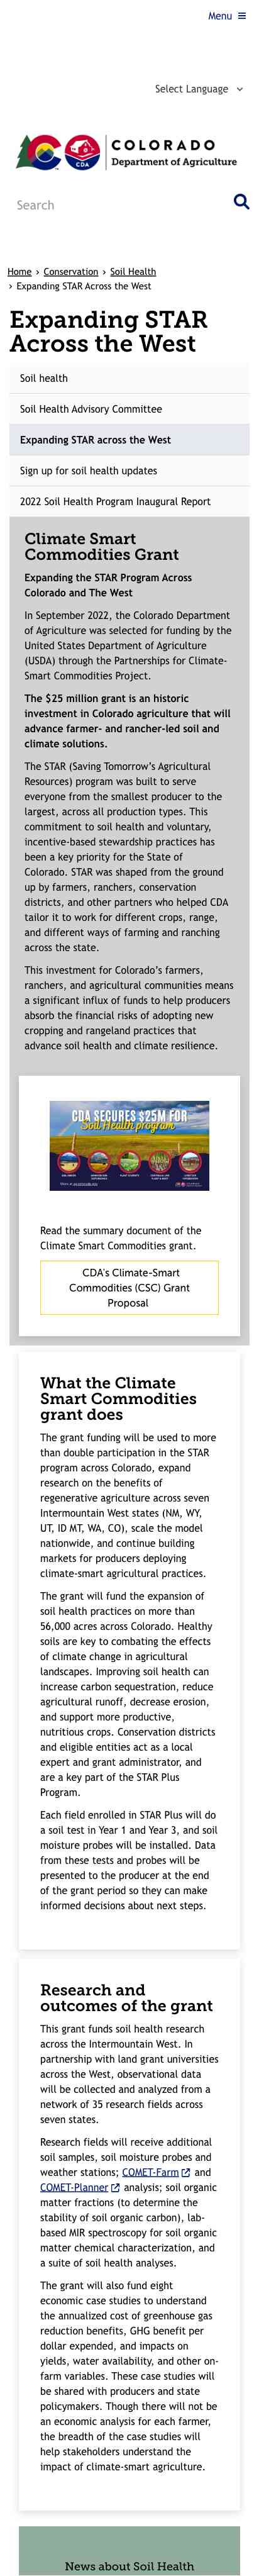 Menu
Select Language
COLORADO
Department of Agriculture
Search
Home › Conservation › Soil Health
› Expanding STAR Across the West
Expanding STAR
Across the West
Soil health
Soil Health Advisory Committee
Expanding STAR across the West
Sign up for soil health updates
2022 Soil Health Program Inaugural Report
Climate Smart
Commodities Grant
Expanding the STAR Program Across
Colorado and The West
In September 2022, the Colorado Department
of Agriculture was selected for funding by the
United States Department of Agriculture
(USDA) through the Partnerships for Climate-
Smart Commodities Project.
The $25 million grant is an historic
investment in Colorado agriculture that will
advance farmer- and rancher-led soil and
climate solutions.
The STAR (Saving Tomorrow's Agricultural
Resources) program was built to serve
everyone from the smallest producer to the
largest, across all production types. This
commitment to soil health and voluntary,
incentive-based stewardship practices has
been a key priority for the State of
Colorado. STAR was shaped from the ground
up by farmers, ranchers, conservation
districts, and other partners who helped CDA
tailor it to work for different crops, range,
and different ways of farming and ranching
across the state.
This investment for Colorado's farmers,
ranchers, and agricultural communities means
a significant influx of funds to help producers
absorb the financial risks of adopting new
cropping and rangeland practices that
advance soil health and climate resilience.
CDA SECURES $25M FOR
Soil Health program
Read the summary document of the
Climate Smart Commodities grant.
CDA's Climate-Smart
Commodities (CSC) Grant
Proposal
What the Climate
Smart Commodities
grant does
The grant funding will be used to more
than double participation in the STAR
program across Colorado, expand
research on the benefits of
regenerative agriculture across seven
Intermountain West states (NM, WY,
UT, ID MT, WA, CO), scale the model
nationwide, and continue building
markets for producers deploying
climate-smart agricultural practices.
The grant will fund the expansion of
soil health practices on more than
56,000 acres across Colorado. Healthy
soils are key to combating the effects
of climate change in agricultural
landscapes. Improving soil health can
increase carbon sequestration, reduce
agricultural runoff, decrease erosion,
and support more productive,
nutritious crops. Conservation districts
and eligible entities act as a local
expert and grant administrator, and
are a key part of the STAR Plus
Program.
Each field enrolled in STAR Plus will do
a soil test in Year 1 and Year 3, and soil
moisture probes will be installed. Data
from these tests and probes will be
presented to the producer at the end
of the grant period so they can make
informed decisions about next steps.
Research and
outcomes of the grant
This grant funds soil health research
across the Intermountain West. In
partnership with land grant universities
across the West, observational data
will be collected and analyzed from a
network of 35 research fields across
seven states.
Research fields will receive additional
soil samples, soil moisture probes and
weather stations; COMET-Farm and
COMET-Planner analysis; soil organic
matter fractions (to determine the
stability of soil organic carbon), lab-
based MIR spectroscopy for soil organic
matter chemical characterization, and
a suite of soil health analyses.
The grant will also fund eight
economic case studies to understand
the annualized cost of greenhouse gas
reduction benefits, GHG benefit per
dollar expended, and impacts on
yields, water availability, and other on-
farm variables. These case studies will
be shared with producers and state
policymakers. Though there will not be
an economic analysis for each farmer,
the breadth of the case studies will
help stakeholders understand the
impact of climate-smart agriculture.
News about Soil Health